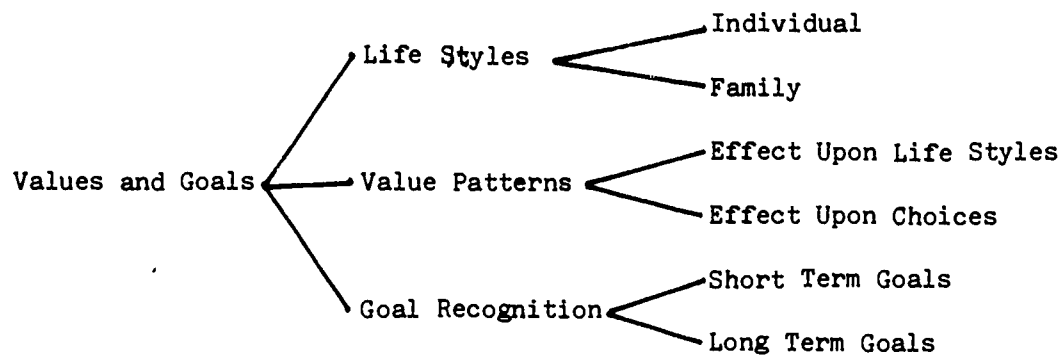 Individual
Life Styles
Family
Effect Upon Life Styles
Values and Goals
Value Patterns
Effect Upon Choices
Short Term Goals
Goal Recognition
Long Term Goals